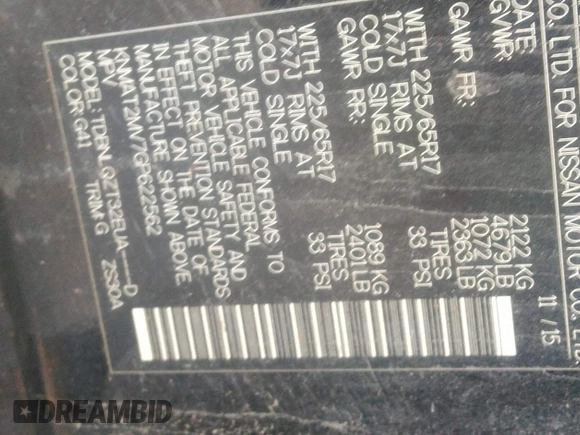 CO., LTD. FOR NISSAN MOTOR CO., LTD.
DATE: 11 / 15
GVWR: 2122 KG
4679 LB
GAWR FR: 1072 KG
2363 LB
WITH 225/65R17 TIRES
17X7J RIMS AT 33 PSI
COLD SINGLE
GAWR RR: 1089 KG
2401 LB
WITH 225/65R17 TIRES
17X7J RIMS AT 33 PSI
COLD SINGLE
THIS VEHICLE CONFORMS TO
ALL APPLICABLE FEDERAL
MOTOR VEHICLE SAFETY, AND
THEFT PREVENTION STANDARDS
IN EFFECT ON THE DATE OF
MANUFACTURE SHOWN ABOVE
KNMAT2MV7GP622562
MPV
MODEL: TDBNLQZT32EUA-----D
COLOR: GH1 TRIM: G ZS30A
DREAMBID